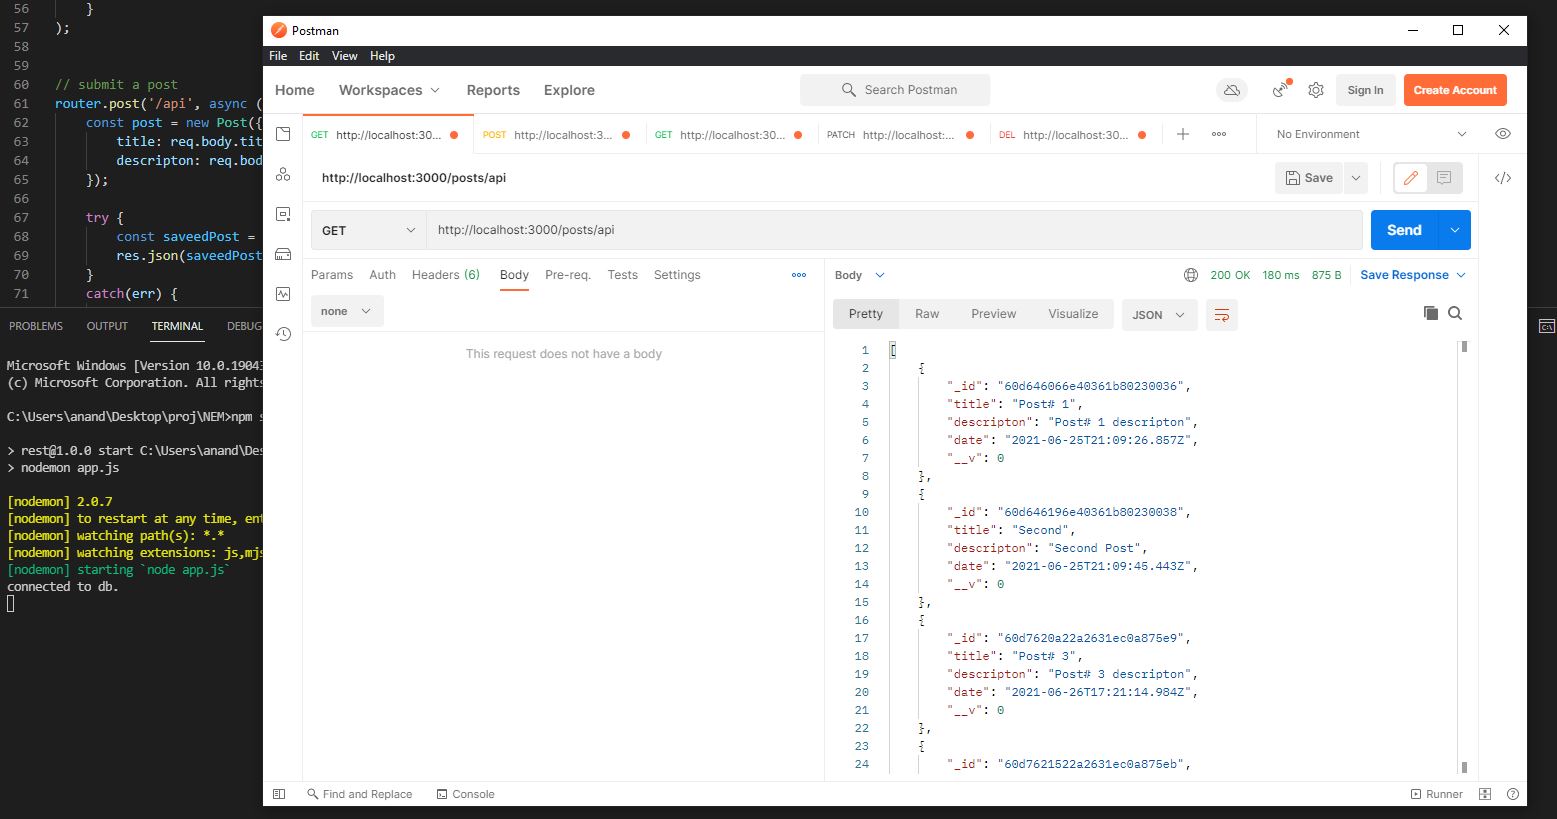 56 }
57 );
58
59
60 // submit a post
61 router.post('/api', async (
62 const post = new Post({
63 title: req.body.tit
64 descripton: req.bod
65 });
66
67 try {
68 const saveedPost =
69 res.json(saveedPost
70 }
71 catch(err) {
PROBLEMS OUTPUT TERMINAL DEBUG
Microsoft Windows [Version 10.0.19043
(c) Microsoft Corporation. All rights
C:\Users\anand\Desktop\proj\NEM>npm s
> rest@1.0.0 start C:\Users\anand\Des
> nodemon app.js
[nodemon] 2.0.7
[nodemon] to restart at any time, ent
[nodemon] watching path(s): *.*
[nodemon] watching extensions: js,mjs
[nodemon] starting `node app.js`
connected to db.
Postman
File Edit View Help
Home Workspaces Reports Explore Search Postman Sign In Create Account
GET http://localhost:30... POST http://localhost:3... GET http://localhost:30... PATCH http://localhost:... DEL http://localhost:30... No Environment
http://localhost:3000/posts/api Save
GET http://localhost:3000/posts/api Send
Params Auth Headers (6) Body Pre-req. Tests Settings
none
This request does not have a body
Body 200 OK 180 ms 875 B Save Response
Pretty Raw Preview Visualize JSON
1 [
2 {
3 "_id": "60d646066e40361b80230036",
4 "title": "Post# 1",
5 "descripton": "Post# 1 descripton",
6 "date": "2021-06-25T21:09:26.857Z",
7 "__v": 0
8 },
9 {
10 "_id": "60d646196e40361b80230038",
11 "title": "Second",
12 "descripton": "Second Post",
13 "date": "2021-06-25T21:09:45.443Z",
14 "__v": 0
15 },
16 {
17 "_id": "60d7620a22a2631ec0a875e9",
18 "title": "Post# 3",
19 "descripton": "Post# 3 descripton",
20 "date": "2021-06-26T17:21:14.984Z",
21 "__v": 0
22 },
23 {
24 "_id": "60d7621522a2631ec0a875eb",
Find and Replace Console Runner